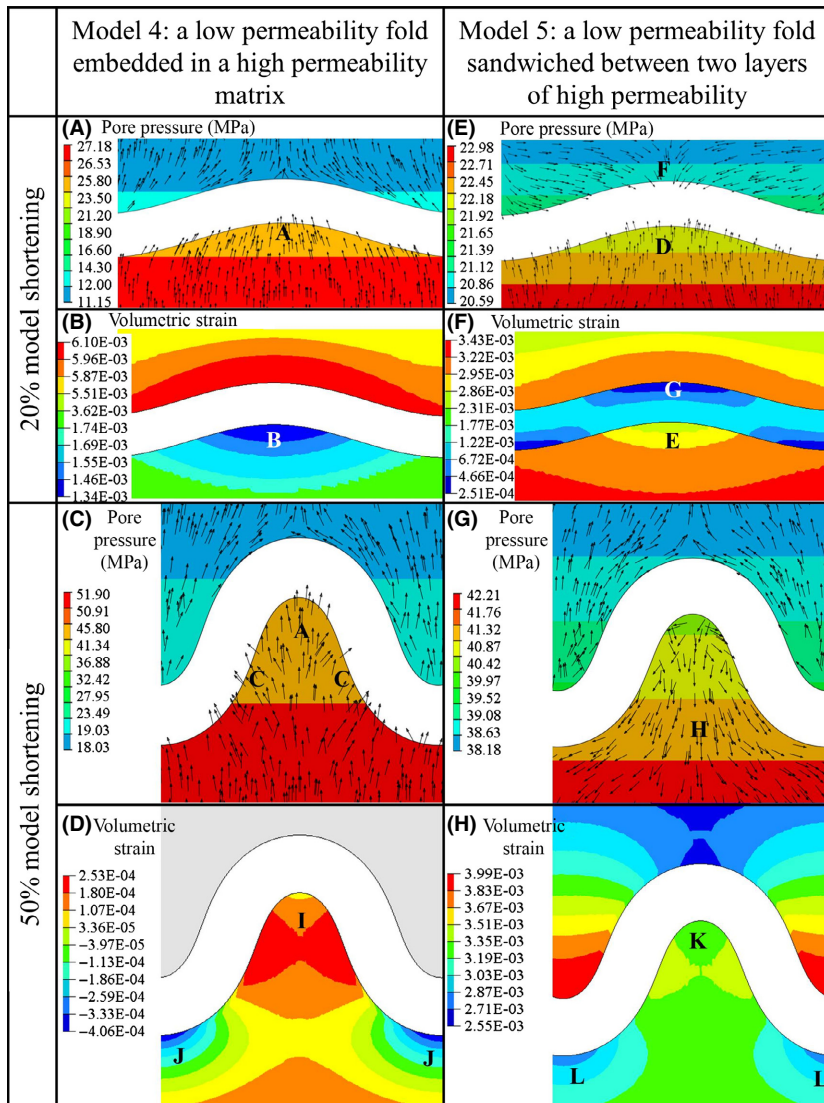 Model 4: a low permeability fold
embedded in a high permeability
matrix
Model 5: a low permeability fold
sandwiched between two layers
of high permeability
20% model shortening
(A) Pore pressure (MPa)
27.18
26.53
25.80
23.50
21.20
18.90
16.60
14.30
12.00
11.15
A
(E) Pore pressure (MPa)
22.98
22.71
22.45
22.18
21.92
21.65
21.39
21.12
20.86
20.59
F
D
(B) Volumetric strain
6.10E-03
5.96E-03
5.87E-03
5.51E-03
3.62E-03
1.74E-03
1.69E-03
1.55E-03
1.46E-03
1.34E-03
B
(F) Volumetric strain
3.43E-03
3.22E-03
2.95E-03
2.86E-03
2.31E-03
1.77E-03
1.22E-03
6.72E-04
4.66E-04
2.51E-04
G
E
50% model shortening
(C) Pore
pressure
(MPa)
51.90
50.91
45.80
41.34
36.88
32.42
27.95
23.49
19.03
18.03
A
C C
(G) Pore
pressure
(MPa)
42.21
41.76
41.32
40.87
40.42
39.97
39.52
39.08
38.63
38.18
H
(D) Volumetric
strain
2.53E-04
1.80E-04
1.07E-04
3.36E-05
-3.97E-05
-1.13E-04
-1.86E-04
-2.59E-04
-3.33E-04
-4.06E-04
I
J J
(H) Volumetric
strain
3.99E-03
3.83E-03
3.67E-03
3.51E-03
3.35E-03
3.19E-03
3.03E-03
2.87E-03
2.71E-03
2.55E-03
K
L L